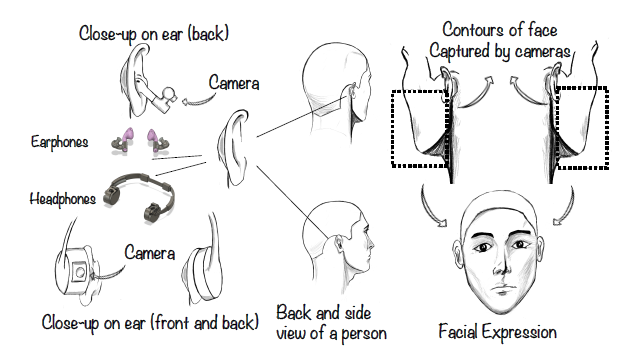 Close-up on ear (back)
Camera
Earphones
Headphones
Camera
Close-up on ear (front and back)
Back and side
view of a person
Contours of face
Captured by cameras
Facial Expression